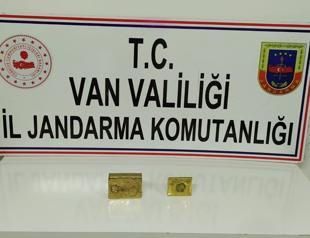 T.C.
VAN VALİLİĞİ
İL JANDARMA KOMUTANLIĞI